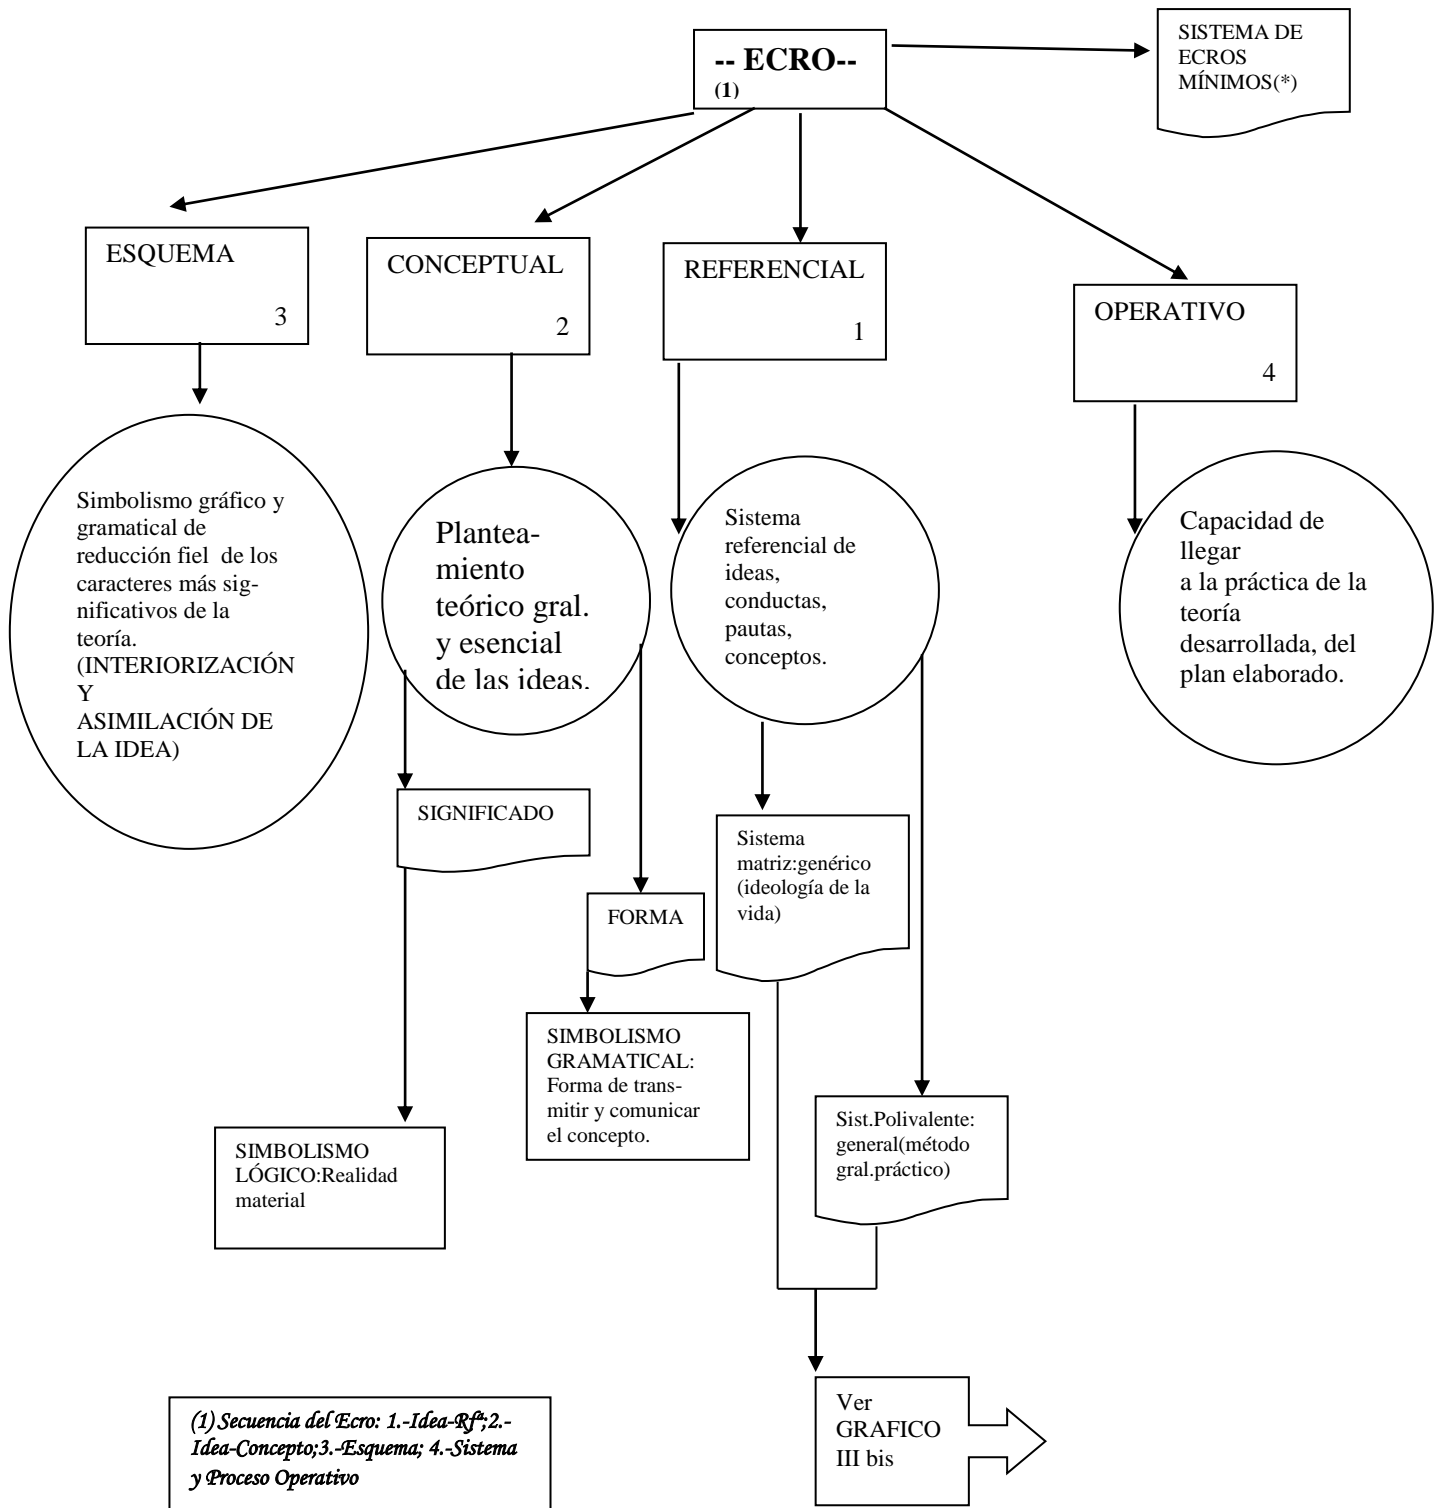 -- ECRO--
(1)
SISTEMA DE
ECROS
MÍNIMOS(*)
ESQUEMA
3
CONCEPTUAL
2
REFERENCIAL
1
OPERATIVO
4
Simbolismo gráfico y
gramatical de
reducción fiel de los
caracteres más sig-
nificativos de la
teoría.
(INTERIORIZACIÓN
Y
ASIMILACIÓN DE
LA IDEA)
Plantea-
miento
teórico gral.
y esencial
de las ideas.
Sistema
referencial de
ideas,
conductas,
pautas,
conceptos.
Capacidad de
llegar
a la práctica de la
teoría
desarrollada, del
plan elaborado.
SIGNIFICADO
FORMA
Sistema
matriz:genérico
(ideología de la
vida)
SIMBOLISMO
GRAMATICAL:
Forma de trans-
mitir y comunicar
el concepto.
SIMBOLISMO
LÓGICO:Realidad
material
Sist.Polivalente:
general(método
gral.práctico)
Ver
GRAFICO
III bis
(1) Secuencia del Ecro: 1.-Idea-Rfª;2.-
Idea-Concepto;3.-Esquema; 4.-Sistema
y Proceso Operativo